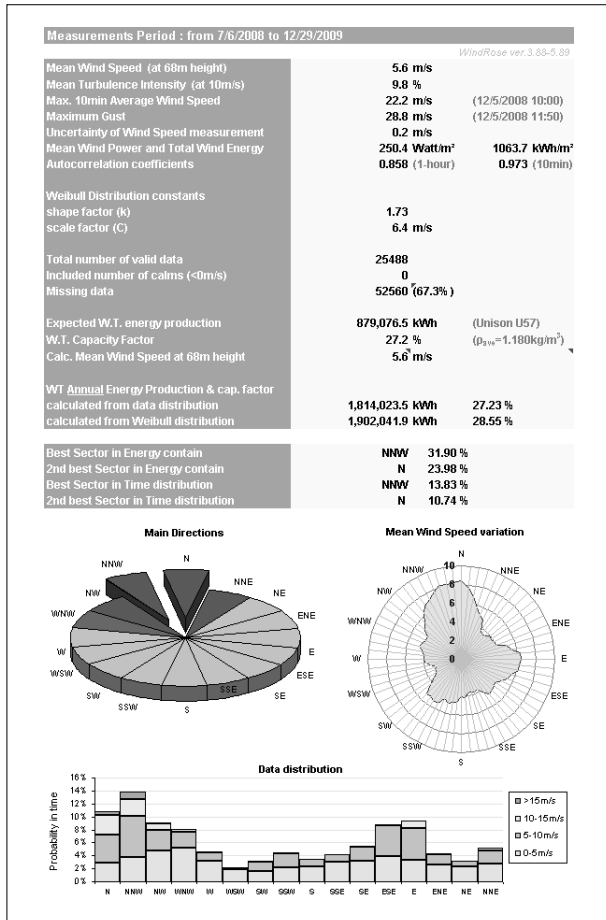 Measurements Period : from 7/6/2008 to 12/29/2009
WindRose ver.3.88-5.89
Mean Wind Speed (at 68m height) 5.6 m/s
Mean Turbulence Intensity (at 10m/s) 9.8 %
Max. 10min Average Wind Speed 22.2 m/s (12/5/2008 10:00)
Maximum Gust 28.8 m/s (12/5/2008 11:50)
Uncertainty of Wind Speed measurement 0.2 m/s
Mean Wind Power and Total Wind Energy 250.4 Watt/m² 1063.7 kWh/m²
Autocorrelation coefficients 0.858 (1-hour) 0.973 (10min)
Weibull Distribution constants
shape factor (k) 1.73
scale factor (C) 6.4 m/s
Total number of valid data 25488
Included number of calms (<0m/s) 0
Missing data 52560 (67.3%)
Expected W.T. energy production 879,076.5 kWh (Unison U57)
W.T. Capacity Factor 27.2 % (ρave=1.180kg/m³)
Calc. Mean Wind Speed at 68m height 5.6 m/s
WT Annual Energy Production & cap. factor
calculated from data distribution 1,814,023.5 kWh 27.23 %
calculated from Weibull distribution 1,902,041.9 kWh 28.55 %
Best Sector in Energy contain NNW 31.90 %
2nd best Sector in Energy contain N 23.98 %
Best Sector in Time distribution NNW 13.83 %
2nd best Sector in Time distribution N 10.74 %
Main Directions
N
NNE
NE
ENE
E
ESE
SE
SSE
S
SSW
SW
WSW
W
WNW
NW
NNW
Mean Wind Speed variation
N
NNE
NE
ENE
E
ESE
SE
SSE
S
SSW
SW
WSW
W
WNW
NW
NNW
10
8
6
4
2
0
Data distribution
Probability in time
16%
14%
12%
10%
8%
6%
4%
2%
0%
N NNW NW WNW W WSW SW SSW S SSE SE ESE E ENE NE NNE
>15m/s
10-15m/s
5-10m/s
0-5m/s